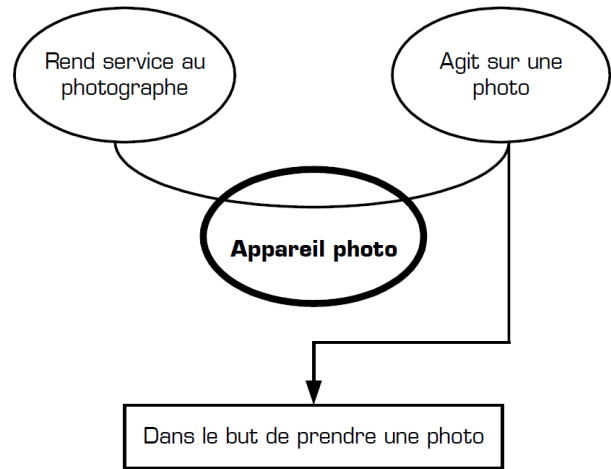 Rend service au
photographe
Agit sur une
photo
Appareil photo
Dans le but de prendre une photo